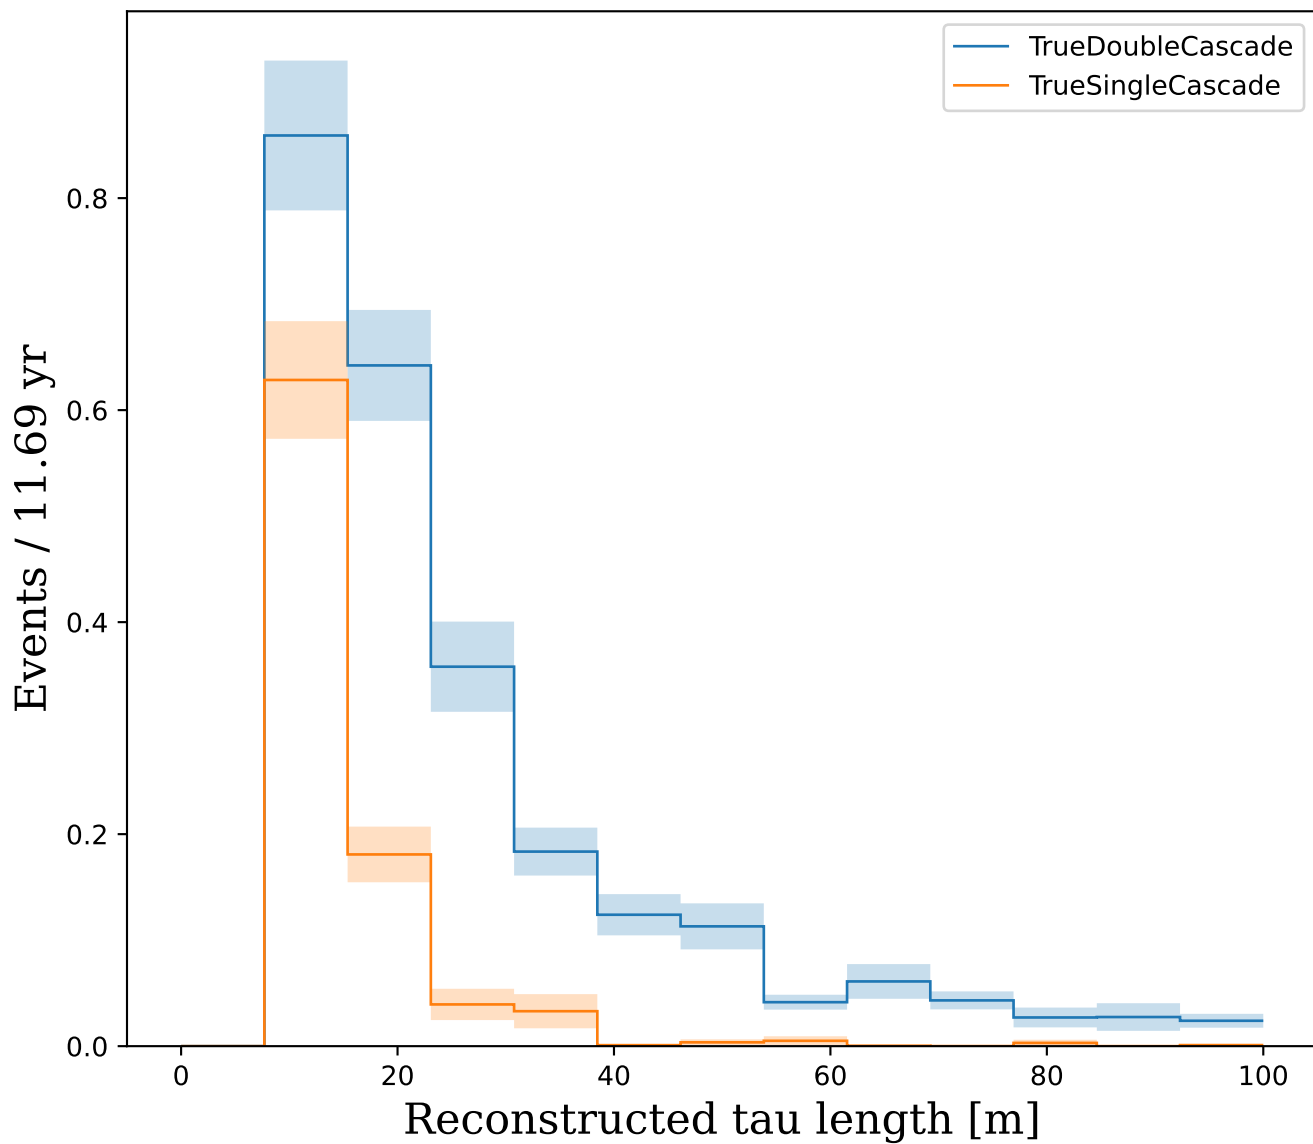 TrueDoubleCascade
TrueSingleCascade
Events / 11.69 yr
0.8
0.6
0.4
0.2
0.0
0 20 40 60 80 100
Reconstructed tau length [m]